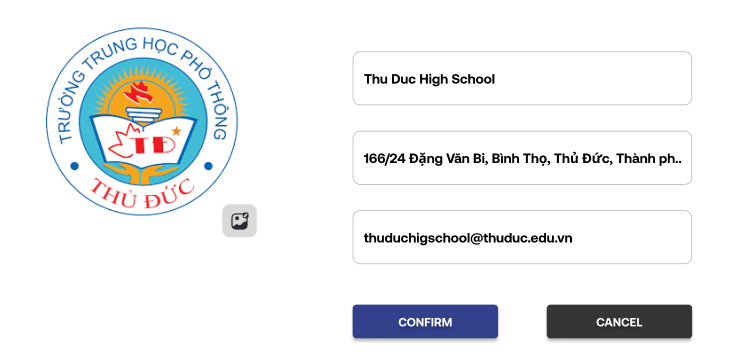 TRƯỜNG TRUNG HỌC PHỔ THÔNG
TĐ
THỦ ĐỨC
Thu Duc High School
166/24 Đặng Văn Bi, Bình Thọ, Thủ Đức, Thành ph..
thuduchigschool@thuduc.edu.vn
CONFIRM
CANCEL